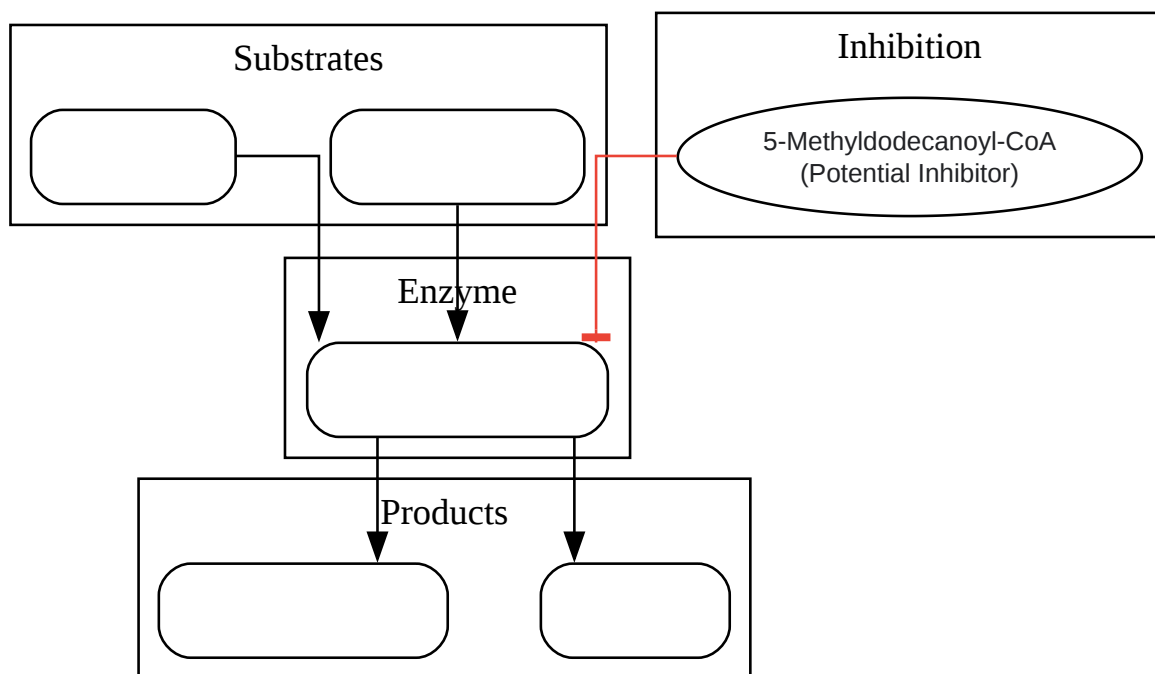 Substrates
Inhibition
5-Methyldodecanoyl-CoA
(Potential Inhibitor)
Enzyme
Products